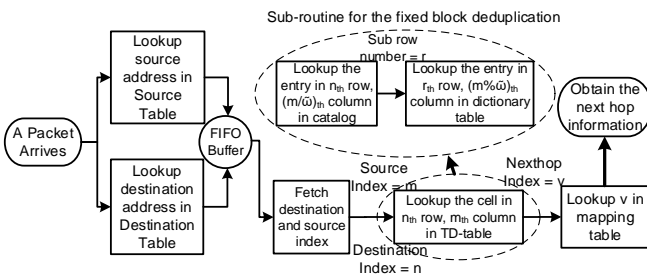 Sub-routine for the fixed block deduplication
Lookup
source
address in
Source
Table
Sub row
number = r
Lookup the
entry in nth row,
(m/ω̄)th column
in catalog
Lookup the entry in
rth row, (m%ω̄)th
column in dictionary
table
Obtain the
next hop
information
A Packet
Arrives
FIFO
Buffer
Lookup
destination
address in
Destination
Table
Fetch
destination
and source
index
Source
Index = m
Lookup the cell in
nth row, mth column
in TD-table
Destination
Index = n
Nexthop
Index = v
Lookup v in
mapping
table